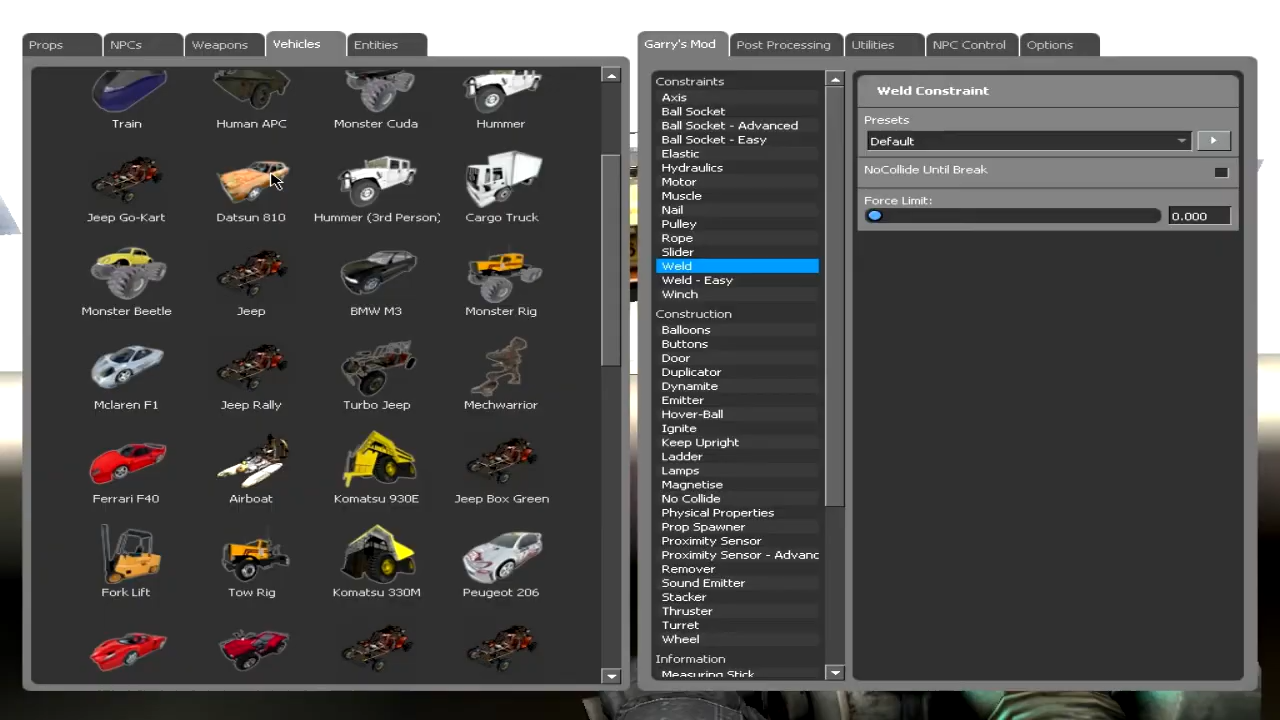 Props
NPCs
Weapons
Vehicles
Entities
Train
Human APC
Monster Cuda
Hummer
Jeep Go-Kart
Datsun 810
Hummer (3rd Person)
Cargo Truck
Monster Beetle
Jeep
BMW M3
Monster Rig
Mclaren F1
Jeep Rally
Turbo Jeep
Mechwarrior
Ferrari F40
Airboat
Komatsu 930E
Jeep Box Green
Fork Lift
Tow Rig
Komatsu 330M
Peugeot 206
Garry's Mod
Post Processing
Utilities
NPC Control
Options
Constraints
Axis
Ball Socket
Ball Socket - Advanced
Ball Socket - Easy
Elastic
Hydraulics
Motor
Muscle
Nail
Pulley
Rope
Slider
Weld
Weld - Easy
Winch
Construction
Balloons
Buttons
Door
Duplicator
Dynamite
Emitter
Hover-Ball
Ignite
Keep Upright
Ladder
Lamps
Magnetise
No Collide
Physical Properties
Prop Spawner
Proximity Sensor
Proximity Sensor - Advanc
Remover
Sound Emitter
Stacker
Thruster
Turret
Wheel
Information
Measuring Stick
Weld Constraint
Presets
Default
NoCollide Until Break
Force Limit:
0.000